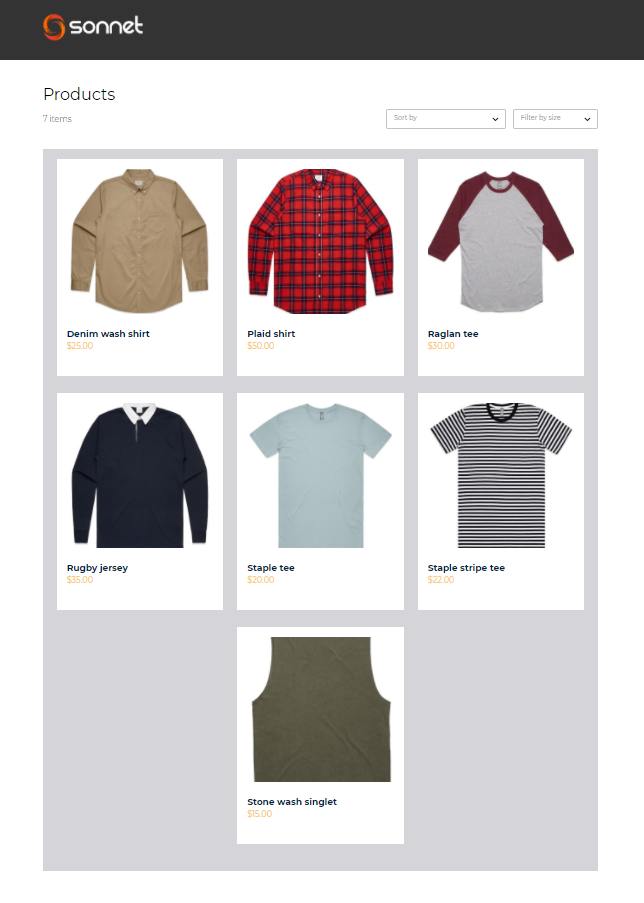 sonnet
Products
7 items
Sort by
Filter by size
Denim wash shirt
$25.00
Plaid shirt
$50.00
Raglan tee
$30.00
Rugby jersey
$35.00
Staple tee
$20.00
Staple stripe tee
$22.00
Stone wash singlet
$15.00